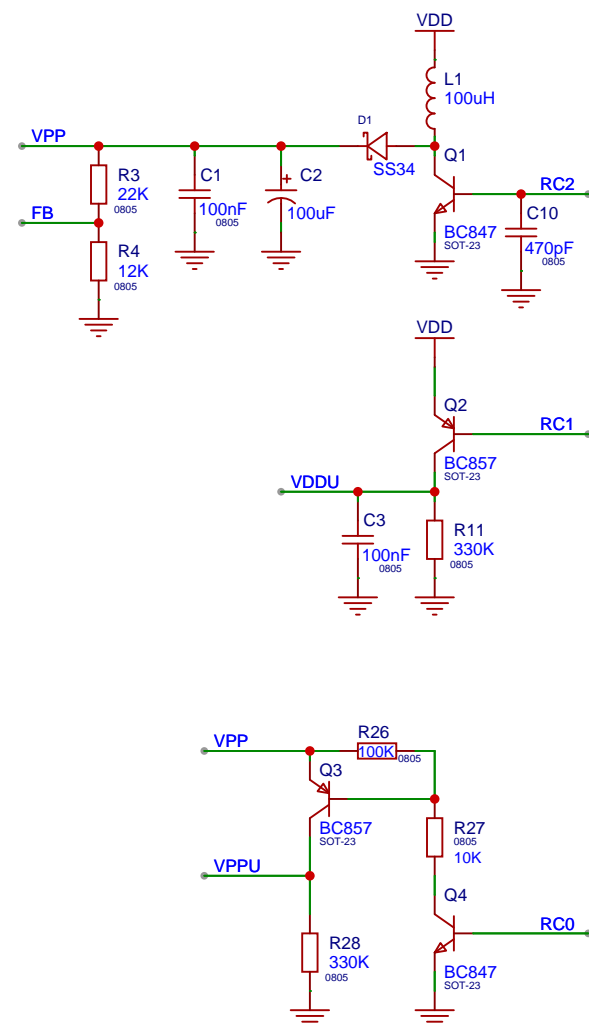 VDD
L1
100uH
D1
SS34
VPP
Q1
R3
22K
0805
C1
100nF
0805
+
C2
100uF
RC2
BC847
SOT-23
C10
470pF
0805
FB
R4
12K
0805
VDD
Q2
RC1
BC857
SOT-23
VDDU
C3
100nF
0805
R11
330K
0805
VPP
R26
100K
0805
Q3
BC857
SOT-23
R27
0805
10K
VPPU
Q4
RC0
R28
330K
0805
BC847
SOT-23